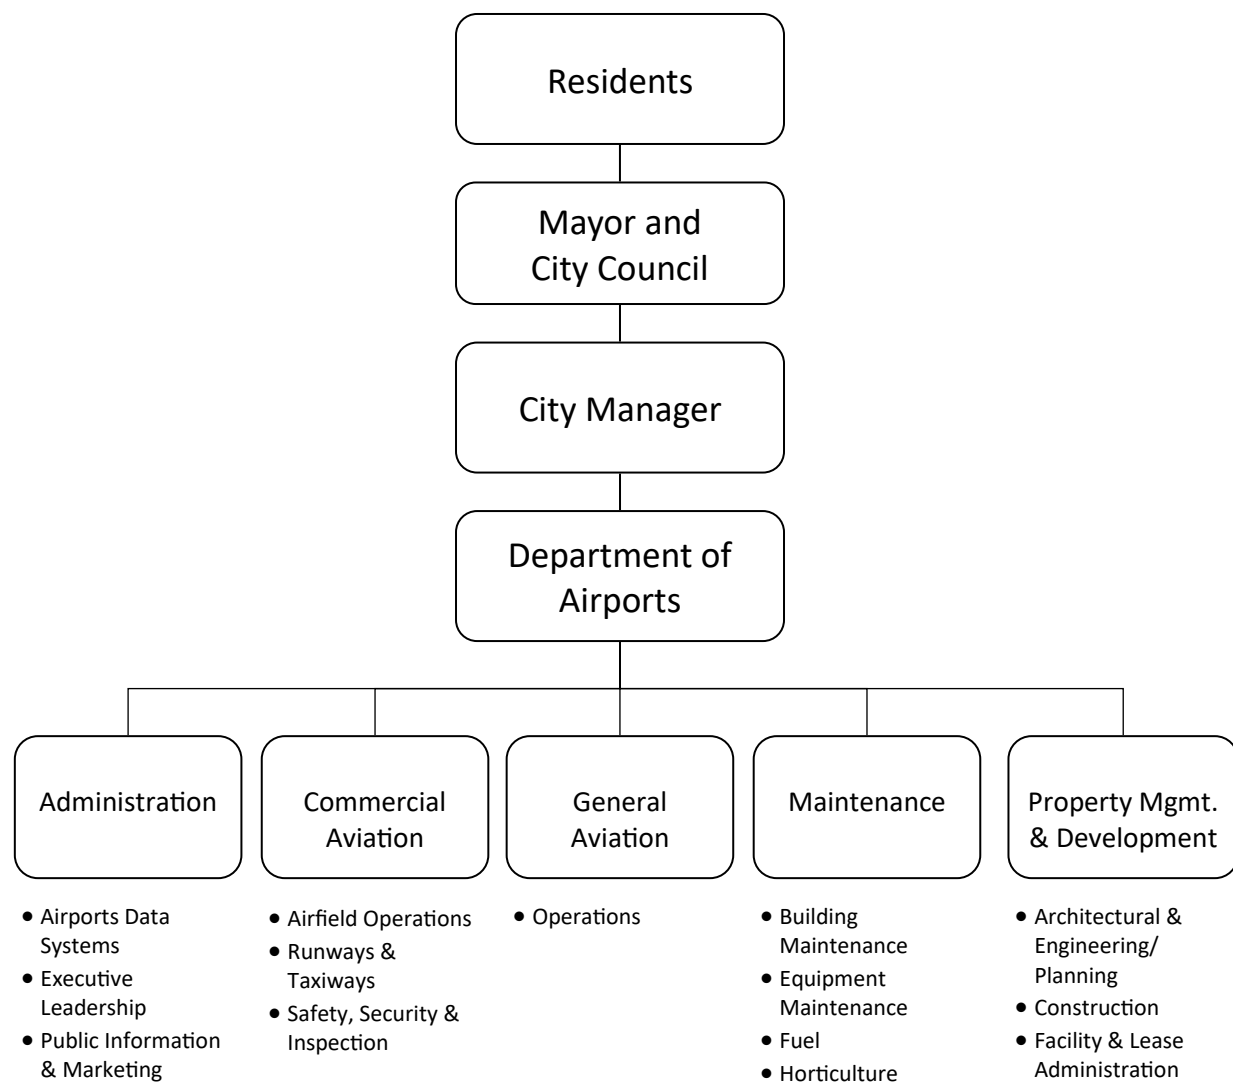 Residents
Mayor and
City Council
City Manager
Department of
Airports
Administration
Commercial
Aviation
General
Aviation
Maintenance
Property Mgmt.
& Development
• Airports Data
Systems
• Executive
Leadership
• Public Information
& Marketing
• Airfield Operations
• Runways &
Taxiways
• Safety, Security &
Inspection
• Operations
• Building
Maintenance
• Equipment
Maintenance
• Fuel
• Horticulture
• Architectural &
Engineering/
Planning
• Construction
• Facility & Lease
Administration